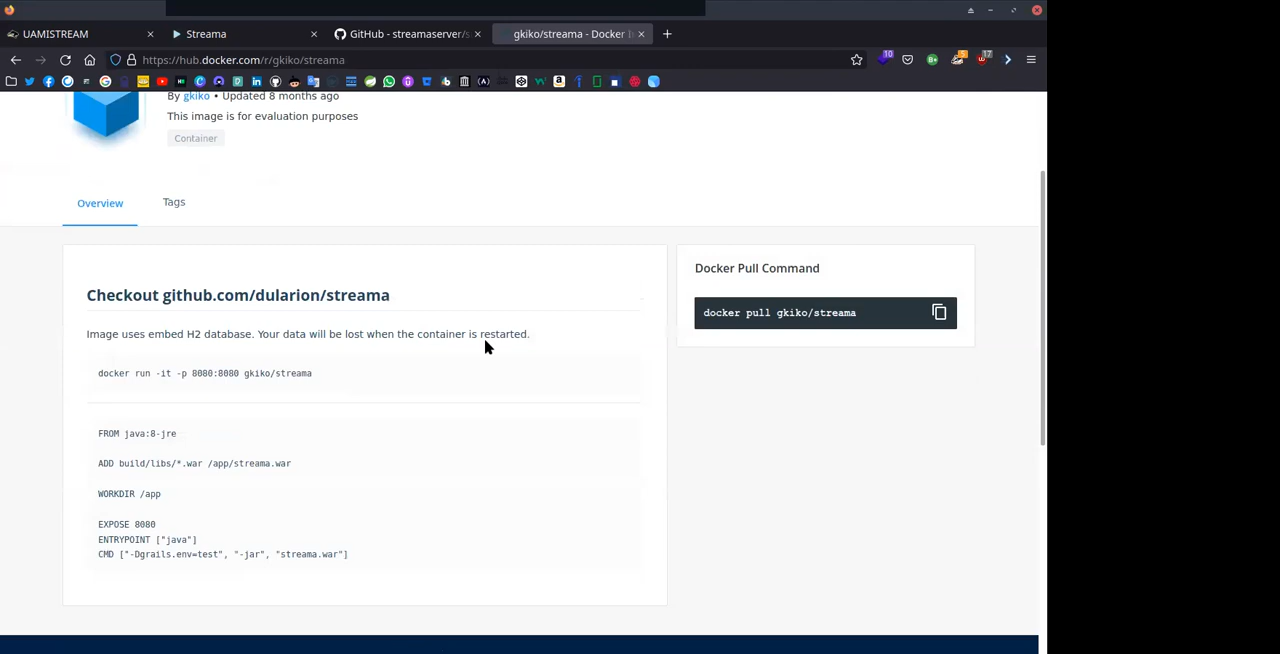 UAMISTREAM
Streama
GitHub - streamaserver/s
gkiko/streama - Docker I
https://hub.docker.com/r/gkiko/streama
10
5
17
By gkiko • Updated 8 months ago
This image is for evaluation purposes
Container
Overview
Tags
Checkout github.com/dularion/streama
Image uses embed H2 database. Your data will be lost when the container is restarted.
docker run -it -p 8080:8080 gkiko/streama
FROM java:8-jre
ADD build/libs/*.war /app/streama.war
WORKDIR /app
EXPOSE 8080
ENTRYPOINT ["java"]
CMD ["-Dgrails.env=test", "-jar", "streama.war"]
Docker Pull Command
docker pull gkiko/streama